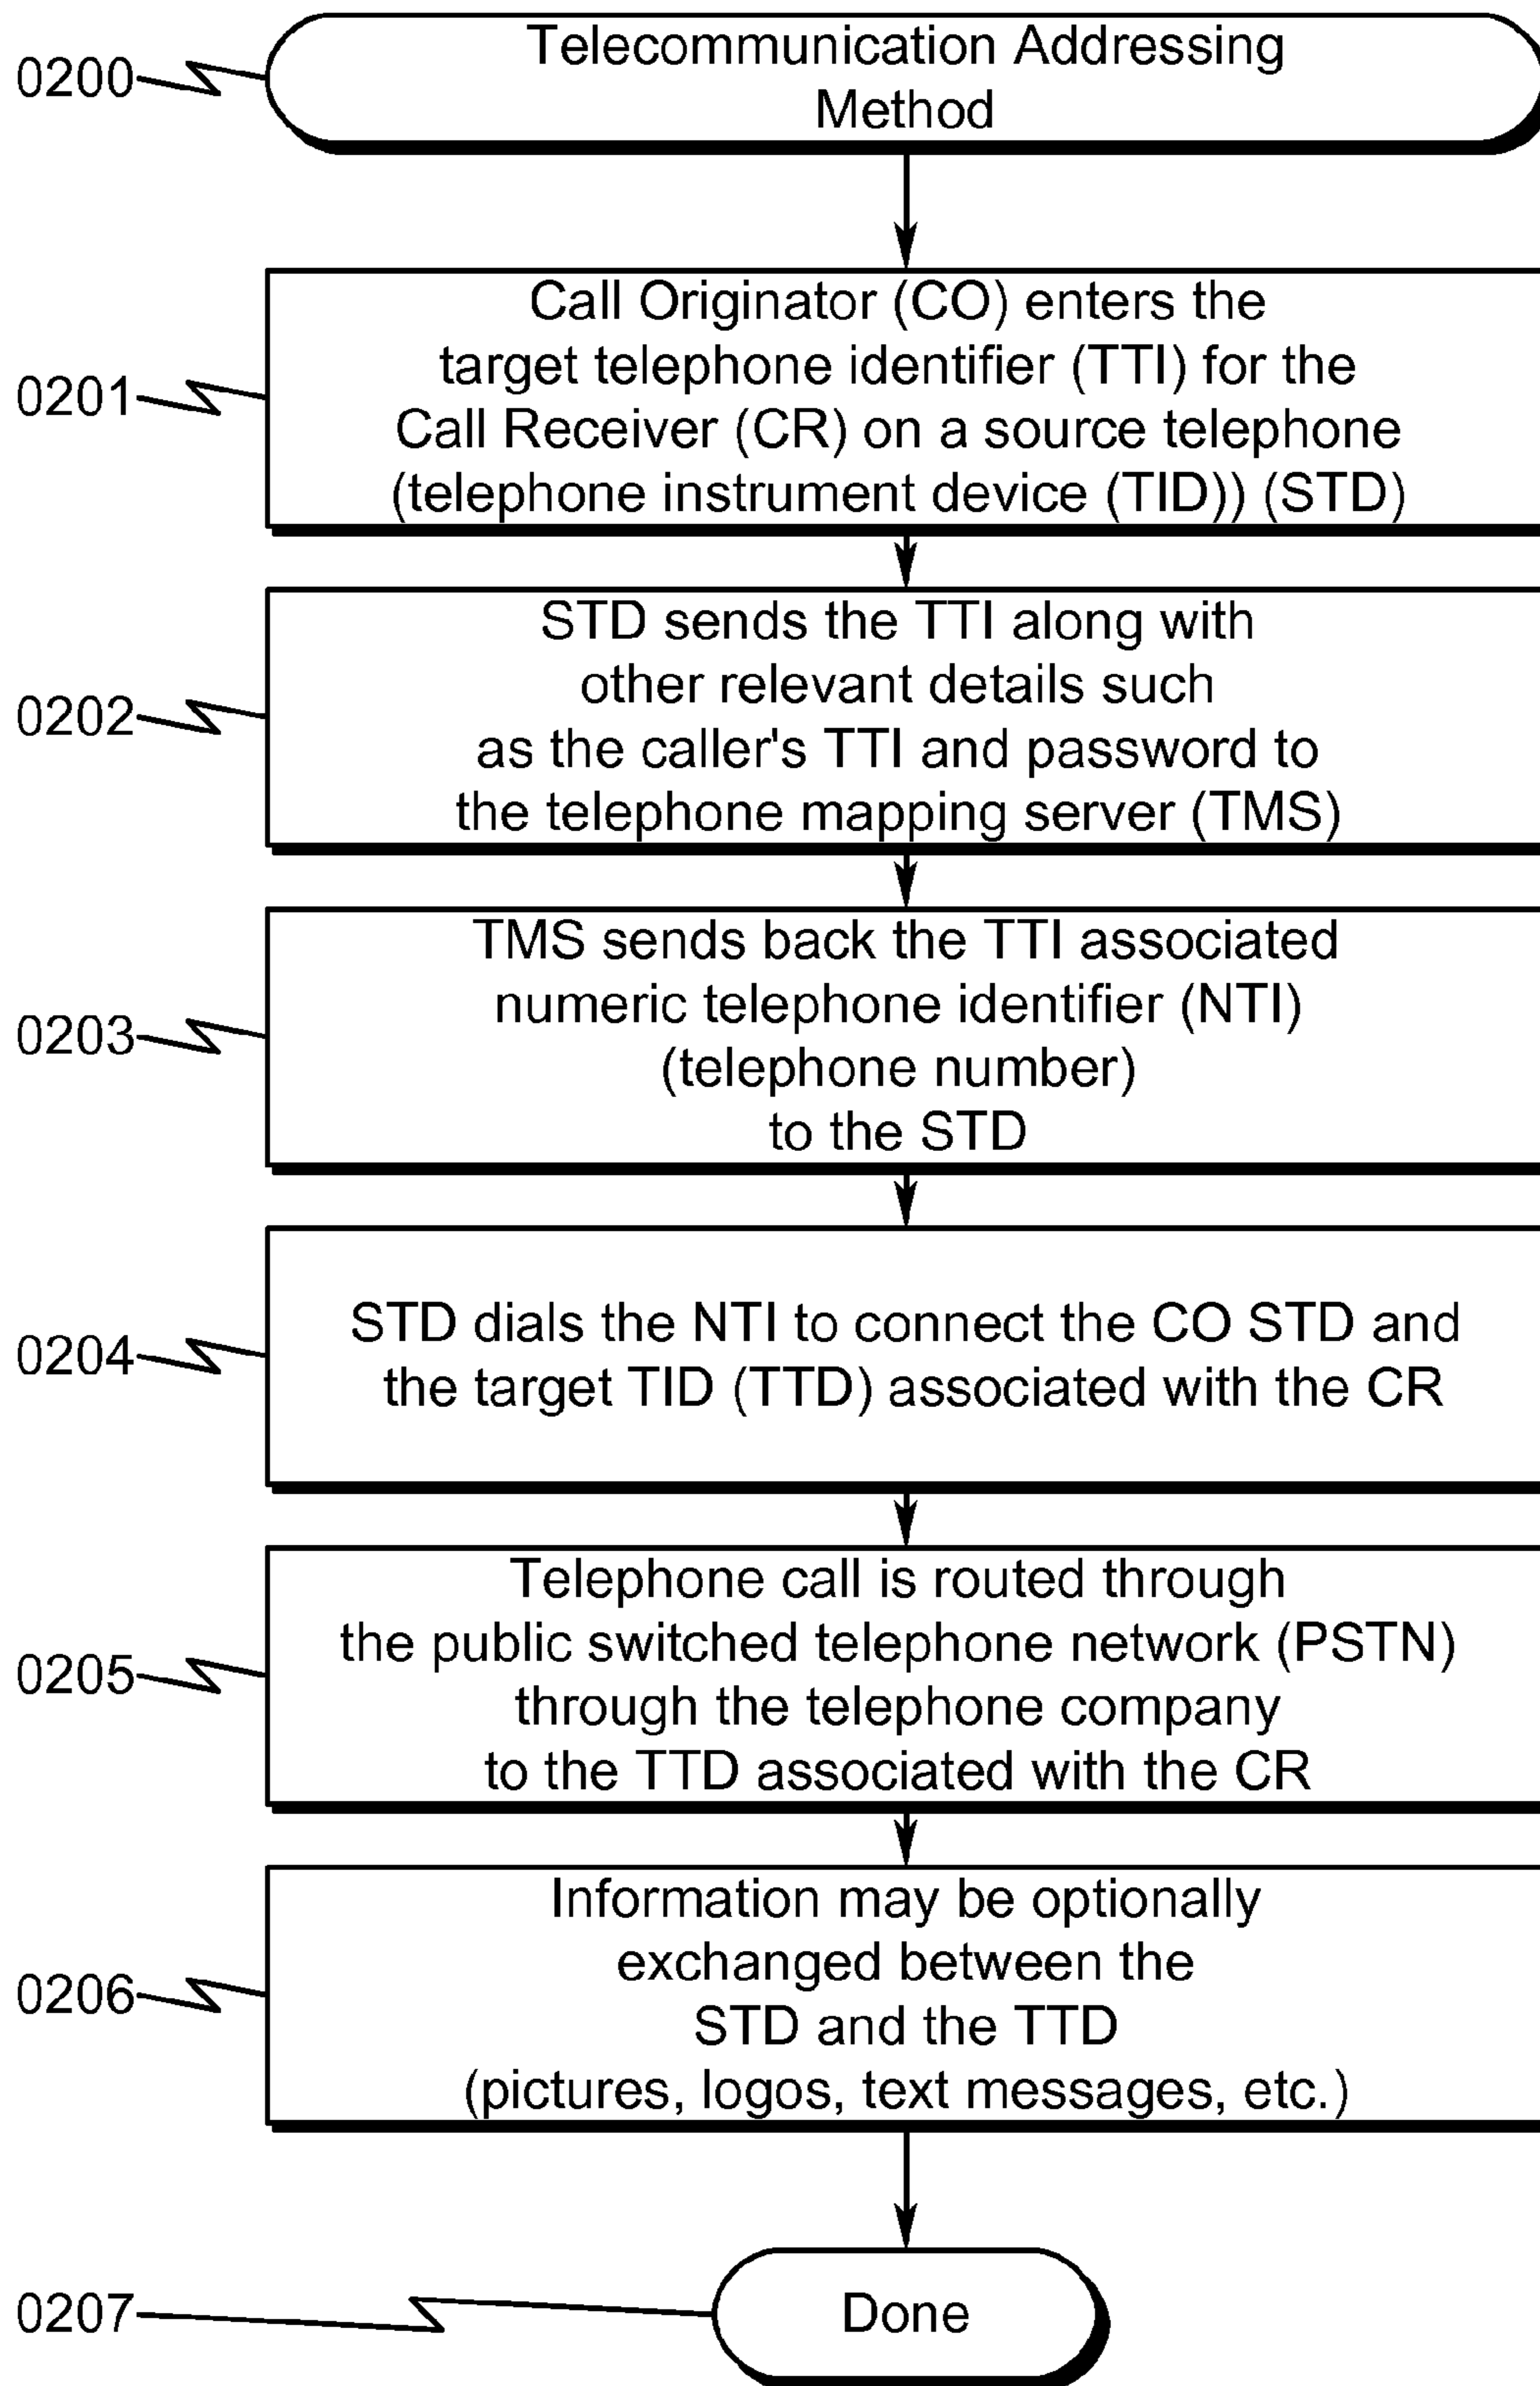 0200
Telecommunication Addressing
Method
0201
Call Originator (CO) enters the
target telephone identifier (TTI) for the
Call Receiver (CR) on a source telephone
(telephone instrument device (TID)) (STD)
0202
STD sends the TTI along with
other relevant details such
as the caller's TTI and password to
the telephone mapping server (TMS)
0203
TMS sends back the TTI associated
numeric telephone identifier (NTI)
(telephone number)
to the STD
0204
STD dials the NTI to connect the CO STD and
the target TID (TTD) associated with the CR
0205
Telephone call is routed through
the public switched telephone network (PSTN)
through the telephone company
to the TTD associated with the CR
0206
Information may be optionally
exchanged between the
STD and the TTD
(pictures, logos, text messages, etc.)
0207
Done